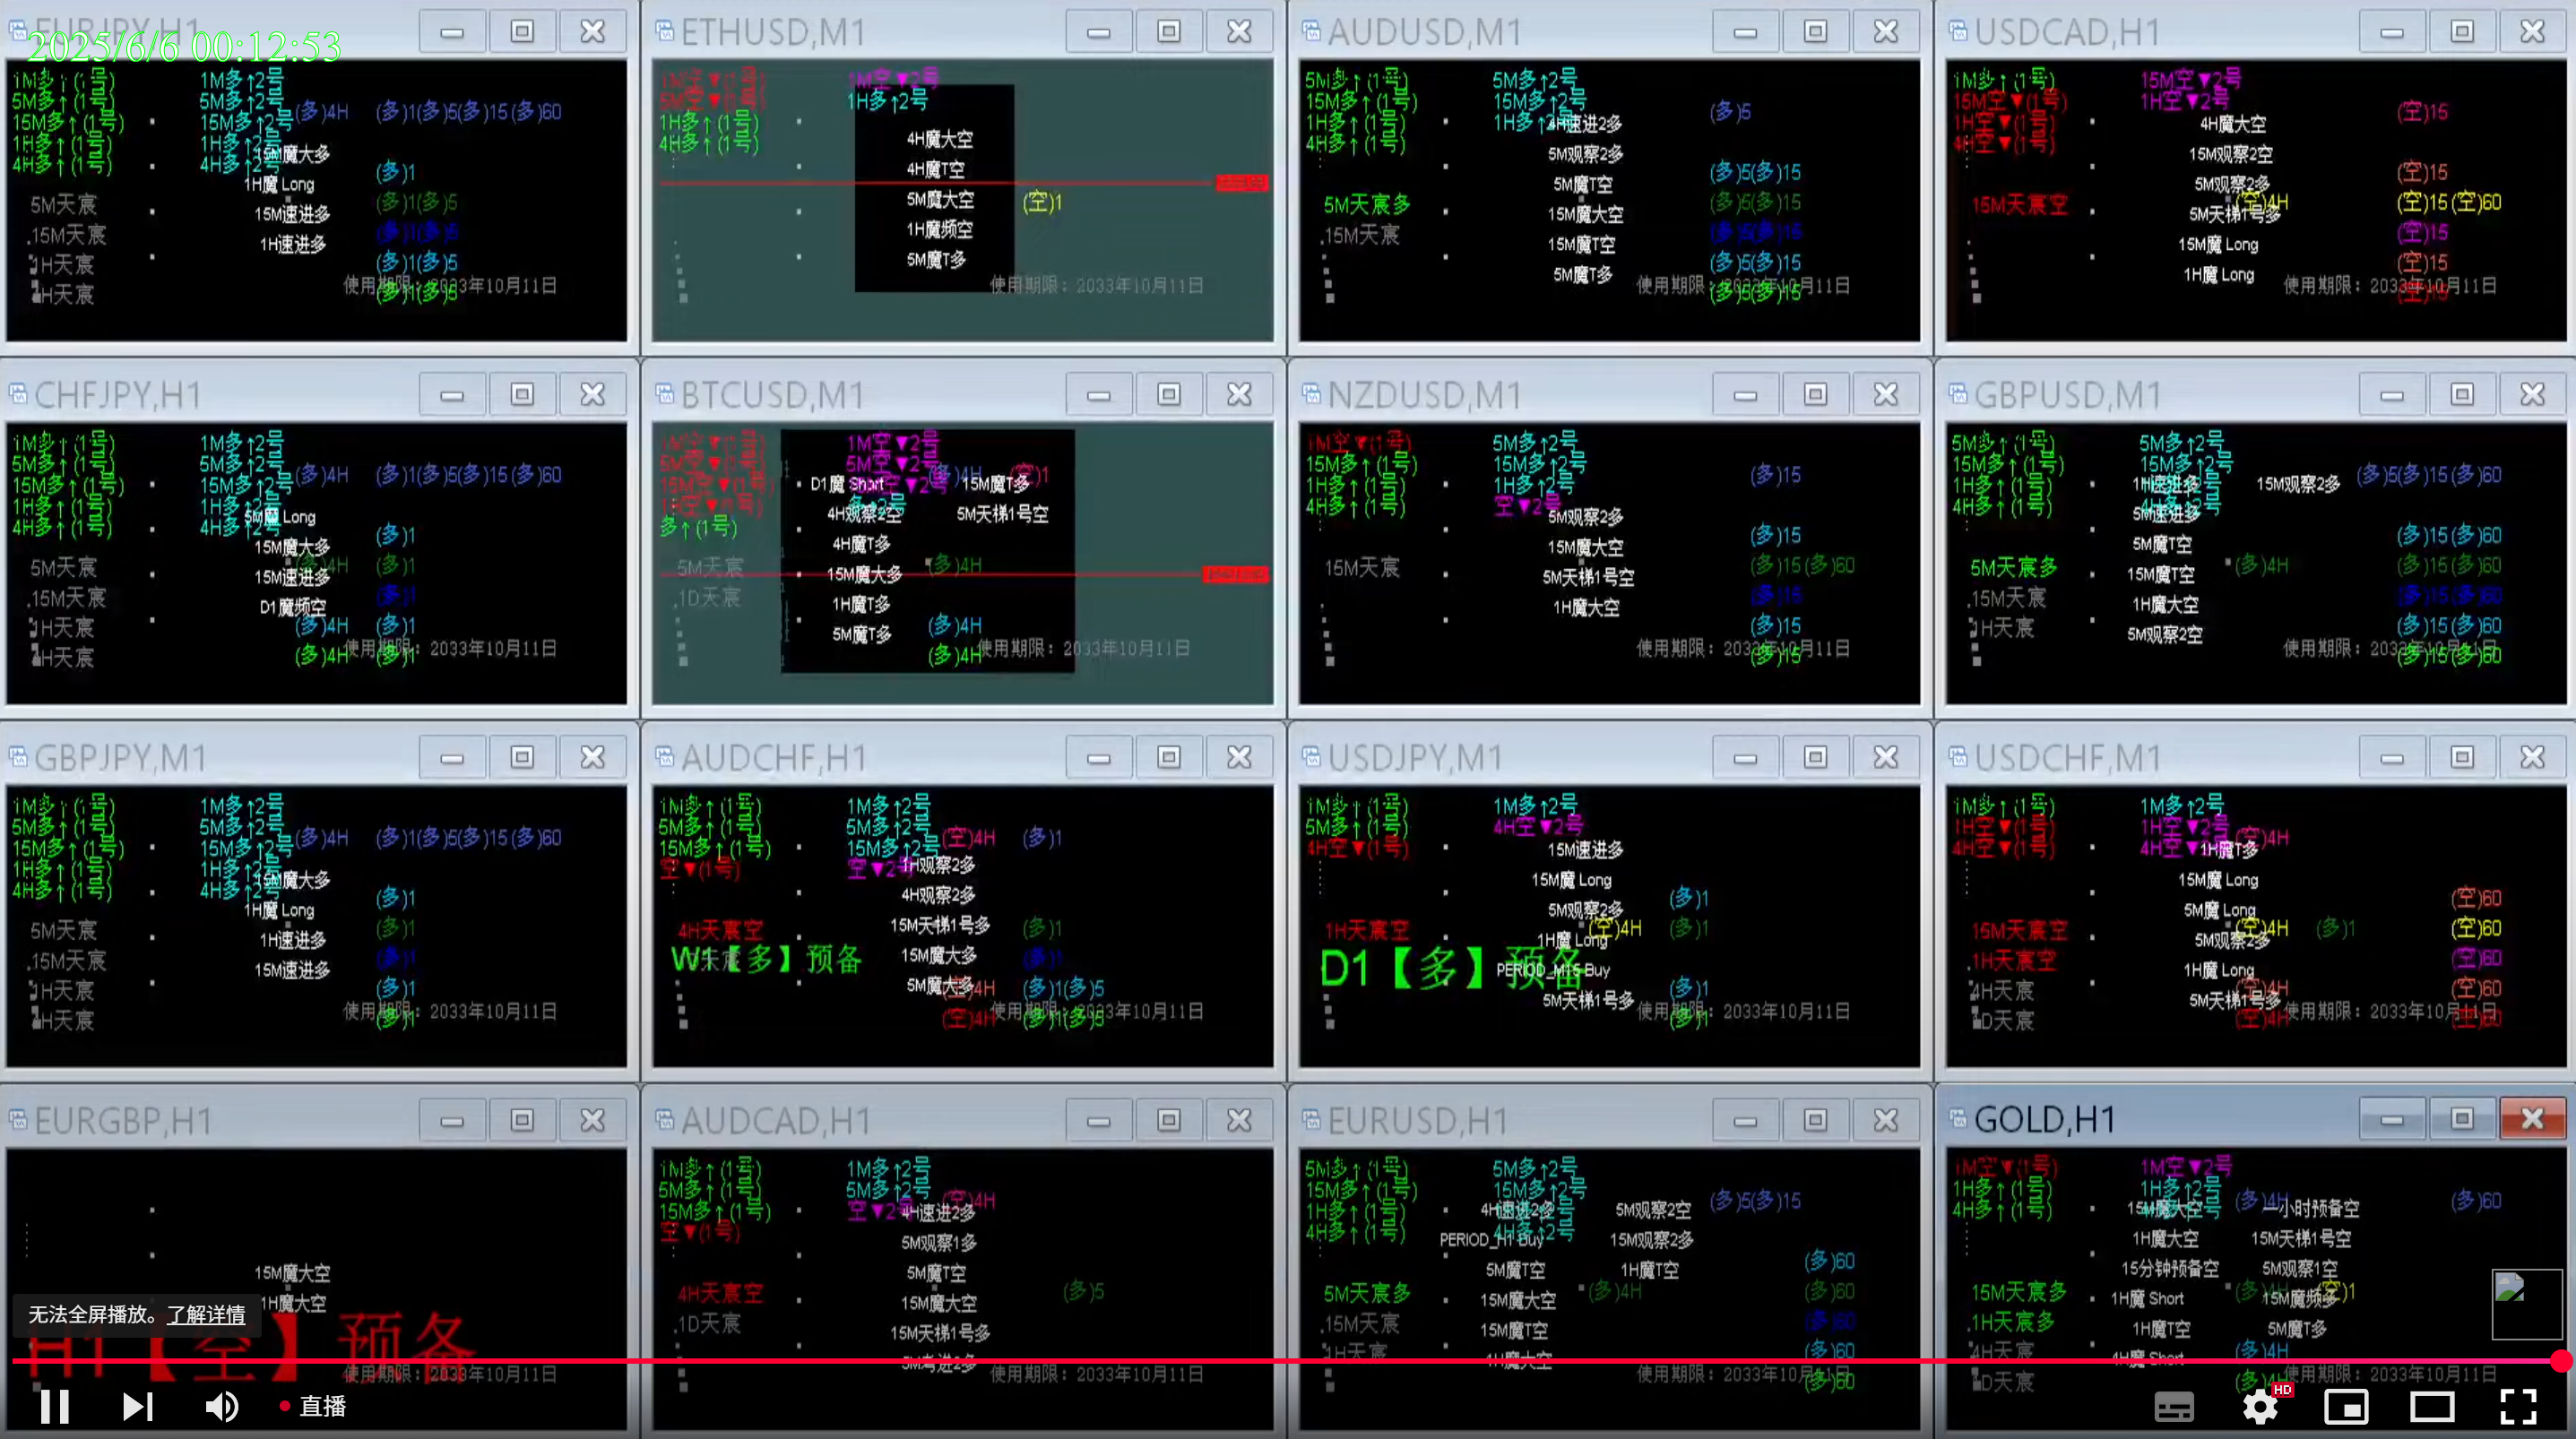 EURJPY,H1
2025/6/6 00:12:53
1M多↑(1号) 1M多↑2号
5M多↑(1号) 5M多↑2号 (多)4H (多)1(多)5(多)15(多)60
15M多↑(1号) 15M多↑2号
1H多↑(1号) 1H多↑2号
15M魔大多
4H多↑(1号) 4H多↑2号
(多)1
1H魔 Long
5M天宸 15M速进多 (多)1(多)5
15M天宸 1H速进多 (多)1(多)5
1H天宸 (多)1(多)5
H天宸 使用期限：2033年10月11日
(多)1(多)5
ETHUSD,M1
1M空▼2号
5M空▼(1号) 1H多↑2号
1H多↑(1号)
4H多↑(1号) 4H魔大空
4H魔T空
5M魔大空 (空)1
1H魔频空
5M魔T多
使用期限：2033年10月11日
AUDUSD,M1
5M多↑(1号) 5M多↑2号
15M多↑(1号) 15M多↑2号 (多)5
1H多↑(1号) 1H多↑2号
4H速进2多
4H多↑(1号)
5M观察2多 (多)5(多)15
5M魔T空
5M天宸多 15M魔大空 (多)5(多)15
15M天宸 15M魔T空 (多)5(多)15
5M魔T多 (多)5(多)15
使用期限：2033年10月11日
(多)5(多)15
USDCAD,H1
1M多↑(1号) 15M空▼2号
15M空▼(1号) 1H空▼2号 (空)15
1H空▼(1号) 4H魔大空
4H空▼(1号) 15M观察2空
5M观察2多 (空)15
15M天宸空 (空)4H (空)15(空)60
5M天梯1号多
15M魔 Long (空)15
1H魔 Long (空)15
使用期限：2033年10月11日
(空)15
CHFJPY,H1
1M多↑(1号) 1M多↑2号
5M多↑(1号) 5M多↑2号 (多)4H (多)1(多)5(多)15(多)60
15M多↑(1号) 15M多↑2号
1H多↑(1号) 1H多↑2号
5M魔 Long
4H多↑(1号) 4H多↑2号
15M魔大多 (多)1
5M天宸 (多)4H (多)1
15M速进多
15M天宸 D1魔频空 (多)1
1H天宸 (多)4H (多)1
H天宸 (多)4H (多)1
使用期限：2033年10月11日
BTCUSD,M1
1M空▼2号
5M空▼(1号) 5M空▼2号 (多)4H (空)1
15M空▼(1号) D1魔 Short 15M魔T多
4H观察2空 5M天梯1号空
多↑(1号) 4H魔T多
5M天宸 15M魔大多 (多)4H
1D天宸 1H魔T多
5M魔T多 (多)4H
(多)4H
使用期限：2033年10月11日
NZDUSD,M1
1M空▼(1号) 5M多↑2号
15M多↑(1号) 15M多↑2号 (多)15
1H多↑(1号) 1H多↑2号
4H多↑(1号) 空▼2号
5M观察2多 (多)15
15M魔大空
15M天宸 5M天梯1号空 (多)15(多)60
1H魔大空 (多)15
(多)15
使用期限：2033年10月11日
(多)15
GBPUSD,M1
5M多↑(1号) 5M多↑2号
15M多↑(1号) 15M多↑2号 (多)5(多)15(多)60
1H多↑(1号) 1H速进多 15M观察2多
4H多↑(1号) 5M速进多
5M魔T空 (多)15(多)60
5M天宸多 15M魔T空 (多)4H (多)15(多)60
15M天宸 1H魔大空 (多)15(多)60
1H天宸 5M观察2空 (多)15(多)60
使用期限：2033年10月11日
(多)15(多)60
GBPJPY,M1
1M多↑(1号) 1M多↑2号
5M多↑(1号) 5M多↑2号 (多)4H (多)1(多)5(多)15(多)60
15M多↑(1号) 15M多↑2号
1H多↑(1号) 1H多↑2号
15M魔大多
4H多↑(1号) 4H多↑2号
1H魔 Long (多)1
5M天宸 1H速进多 (多)1
15M天宸 15M速进多 (多)1
1H天宸 (多)1
H天宸 使用期限：2033年10月11日
(多)1
AUDCHF,H1
1M多↑(1号) 1M多↑2号
5M多↑(1号) 5M多↑2号 (空)4H (多)1
15M多↑(1号) 15M多↑2号
空▼(1号) 空▼2号 观察2多
4H观察2多
4H天宸空 15M天梯1号多 (多)1
W1【多】预备 15M魔大多 (多)1
5M魔大多 (空)4H (多)1(多)5
(空)4H (多)1(多)5
使用期限：2033年10月11日
USDJPY,M1
1M多↑(1号) 1M多↑2号
5M多↑(1号) 4H空▼2号
4H空▼(1号) 15M速进多
15M魔 Long
5M观察2多 (多)1
1H天宸空 (空)4H (多)1
1H魔 Long
D1【多】预备 PERIOD_M15 Buy
5M天梯1号多 (多)1
使用期限：2033年10月11日
(多)1
USDCHF,M1
1M多↑(1号) 1M多↑2号
1H空▼(1号) 1H空▼2号 (空)4H
4H空▼(1号) 4H空▼2号 1H魔T多
15M魔 Long
5M魔 Long (空)60
15M天宸空 (空)4H (多)1 (空)60
5M观察2多
1H天宸空 1H魔 Long (空)60
4H天宸 (空)4H (空)60
5M天梯1号多
D天宸 (空)4H (空)60
使用期限：2033年10月11日
EURGBP,H1
15M魔大空
1H魔大空
H1【空】预备
使用期限：2033年10月11日
AUDCAD,H1
1M多↑(1号) 1M多↑2号
5M多↑(1号) 5M多↑2号 (空)4H
15M多↑(1号) 空▼2号 4H速进2多
空▼(1号) 5M观察1多
5M魔T空
4H天宸空 15M魔大空 (多)5
1D天宸 15M天梯1号多
使用期限：2033年10月11日
EURUSD,H1
5M多↑(1号) 5M多↑2号
15M多↑(1号) 15M多↑2号 (多)5(多)15
1H多↑(1号) 4H速进2多 5M观察2空
4H多↑(1号) 4H多↑2号
PERIOD_H1 Buy 15M观察2多
5M魔T空 1H魔T空 (多)60
5M天宸多 15M魔大空 (多)4H (多)60
15M天宸 15M魔T空 (多)60
1H天宸 1H魔大空 (多)60
使用期限：2033年10月11日
(多)60
GOLD,H1
1M空▼(1号) 1M空▼2号
1H多↑(1号) 1H多↑2号 (多)4H (多)60
4H多↑(1号) 15M魔大空 一小时预备空
1H魔大空 15M天梯1号空
15分钟预备空 5M观察1空
15M天宸多 1H魔 Short 15M魔频多 (空)1
1H天宸多 1H魔T空 5M魔T多
4H天宸 4H魔 Short (多)4H
D天宸 使用期限：2033年10月11日
无法全屏播放。了解详情
直播
HD